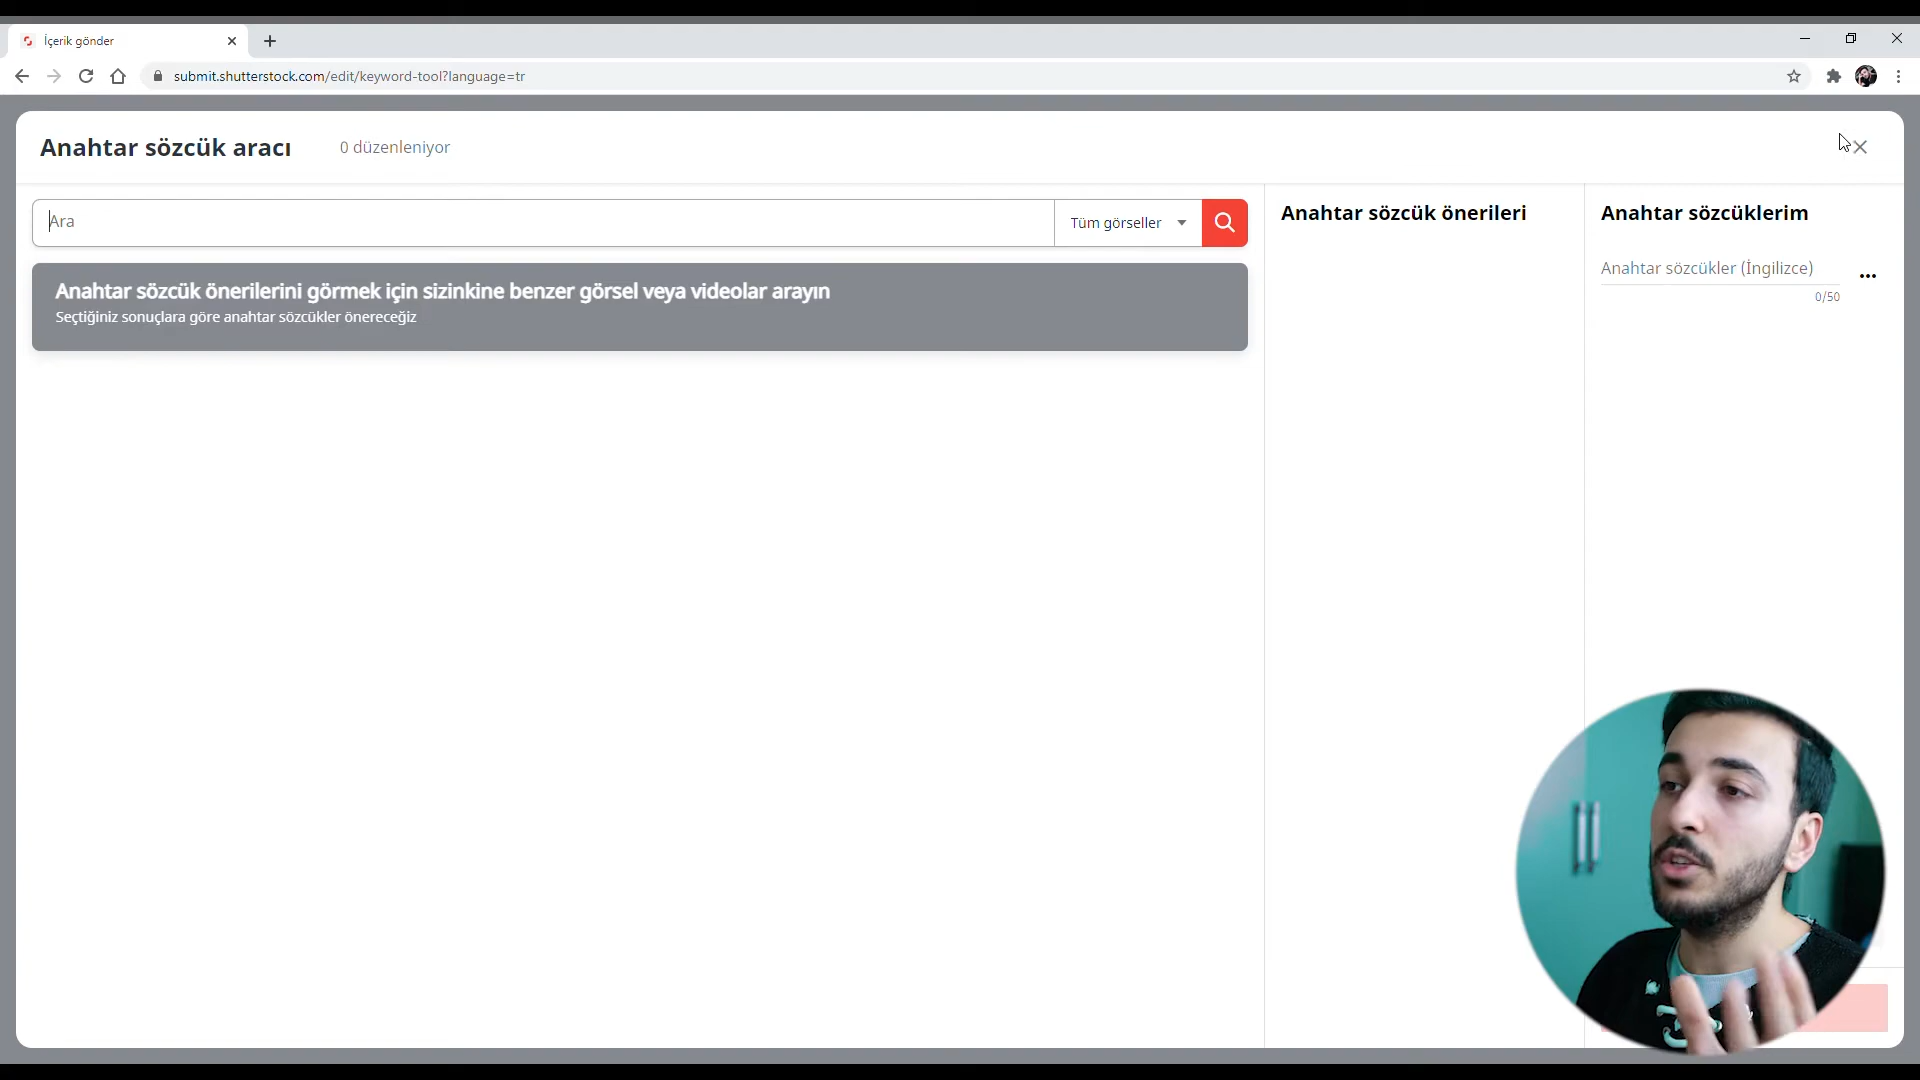 İçerik gönder
submit.shutterstock.com/edit/keyword-tool?language=tr
Anahtar sözcük aracı
0 düzenleniyor
Ara
Tüm görseller
Anahtar sözcük önerilerini görmek için sizinkine benzer görsel veya videolar arayın
Seçtiğiniz sonuçlara göre anahtar sözcükler önereceğiz
Anahtar sözcük önerileri
Anahtar sözcüklerim
Anahtar sözcükler (İngilizce)
0/50